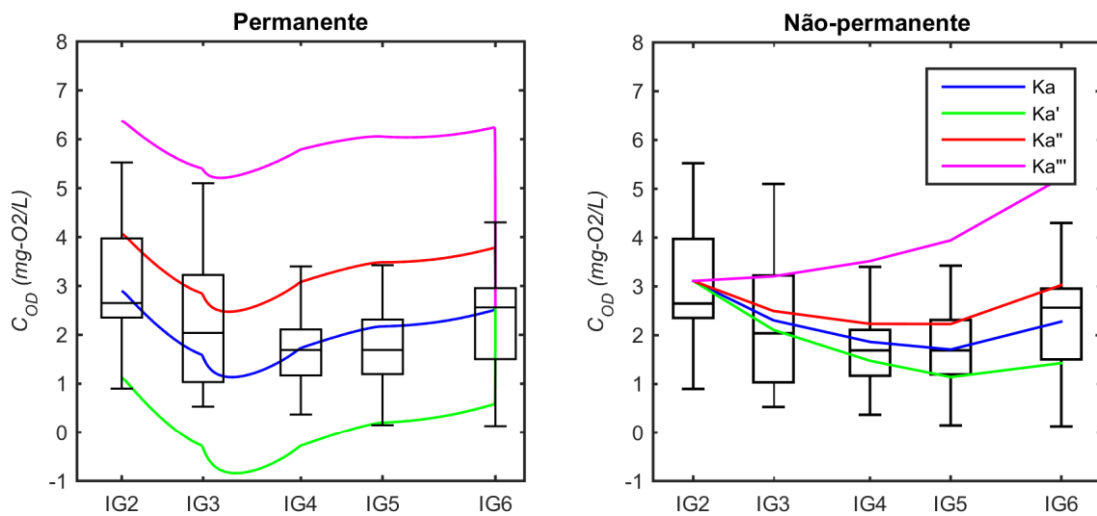 Permanente
8
7
6
5
4
3
2
1
0
-1
C_OD (mg-O2/L)
IG2 IG3 IG4 IG5 IG6
Não-permanente
8
7
6
5
4
3
2
1
0
-1
C_OD (mg-O2/L)
IG2 IG3 IG4 IG5 IG6
Ka
Ka'
Ka''
Ka'''